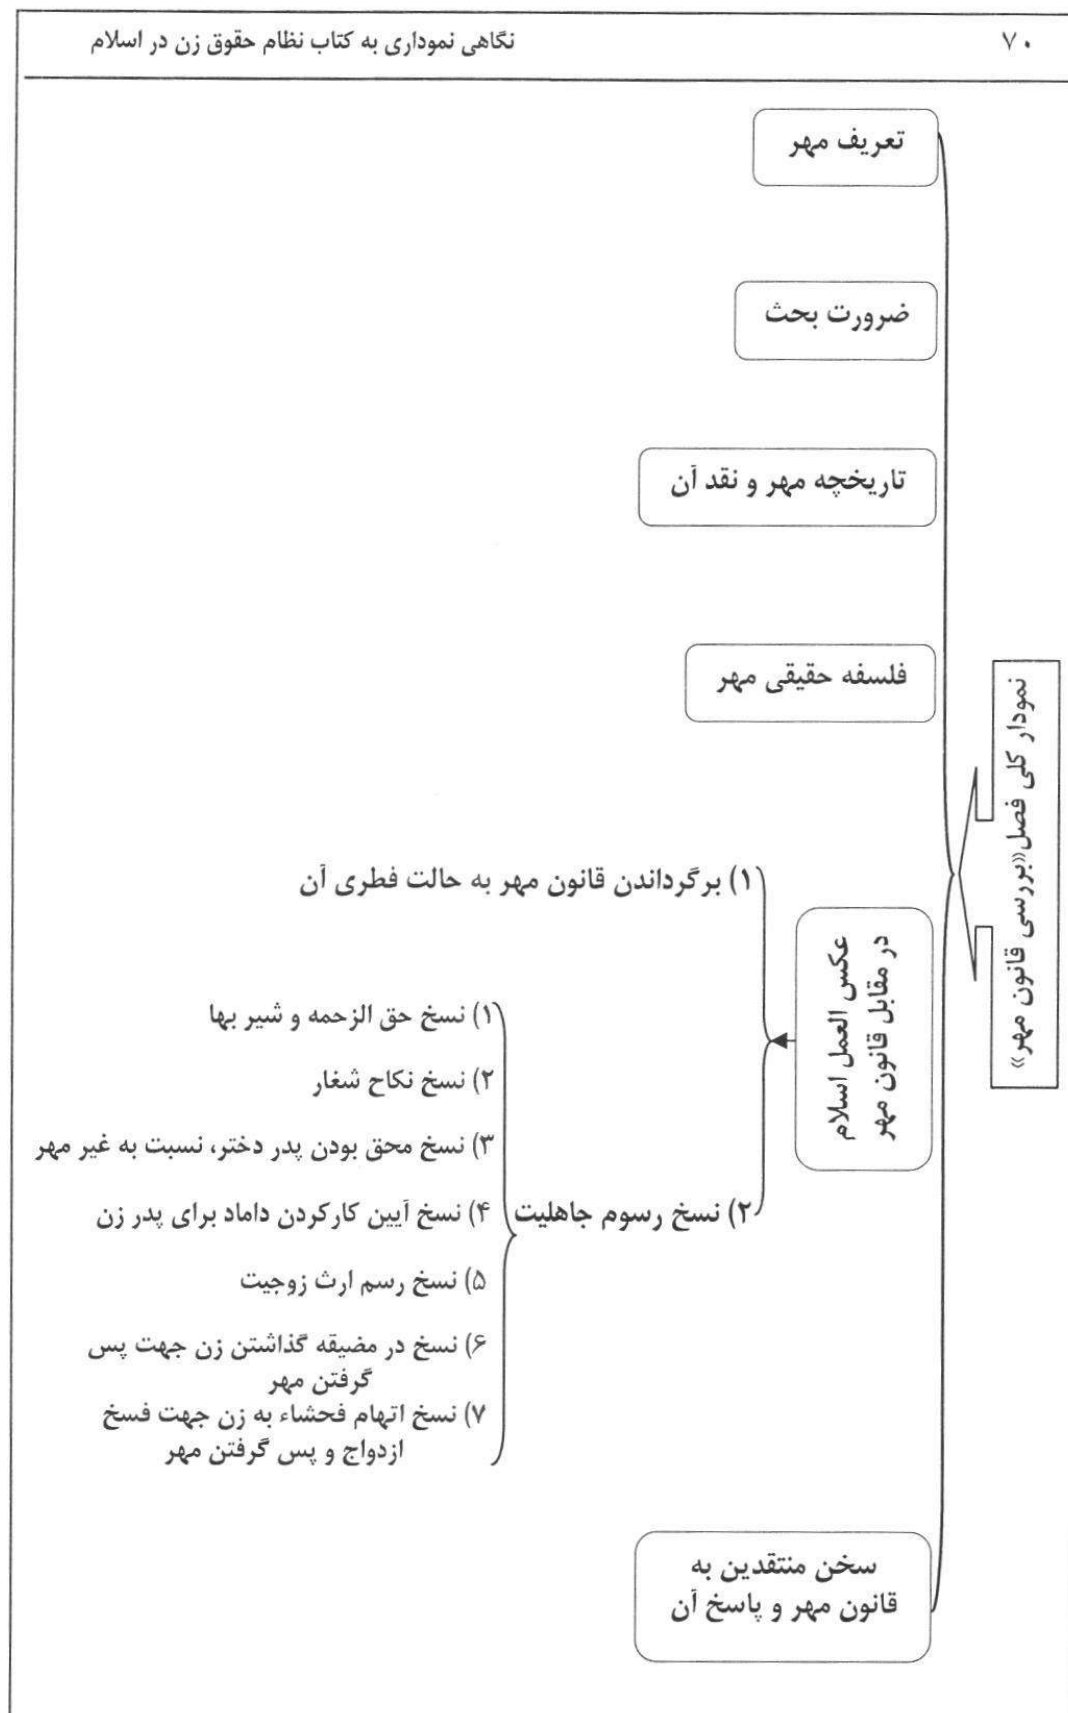 ۷۰
نگاهی نموداری به کتاب نظام حقوق زن در اسلام
نمودار کلی فصل«بررسی قانون مهر»
تعریف مهر
ضرورت بحث
تاریخچه مهر و نقد آن
فلسفه حقیقی مهر
عکس العمل اسلام
در مقابل قانون مهر
۱) برگرداندن قانون مهر به حالت فطری آن
۲) نسخ رسوم جاهلیت
۱) نسخ حق الزحمه و شیر بها
۲) نسخ نکاح شغار
۳) نسخ محق بودن پدر دختر، نسبت به غیر مهر
۴) نسخ آیین کارکردن داماد برای پدر زن
۵) نسخ رسم ارث زوجیت
۶) نسخ در مضیقه گذاشتن زن جهت پس
گرفتن مهر
۷) نسخ اتهام فحشاء به زن جهت فسخ
ازدواج و پس گرفتن مهر
سخن منتقدین به
قانون مهر و پاسخ آن